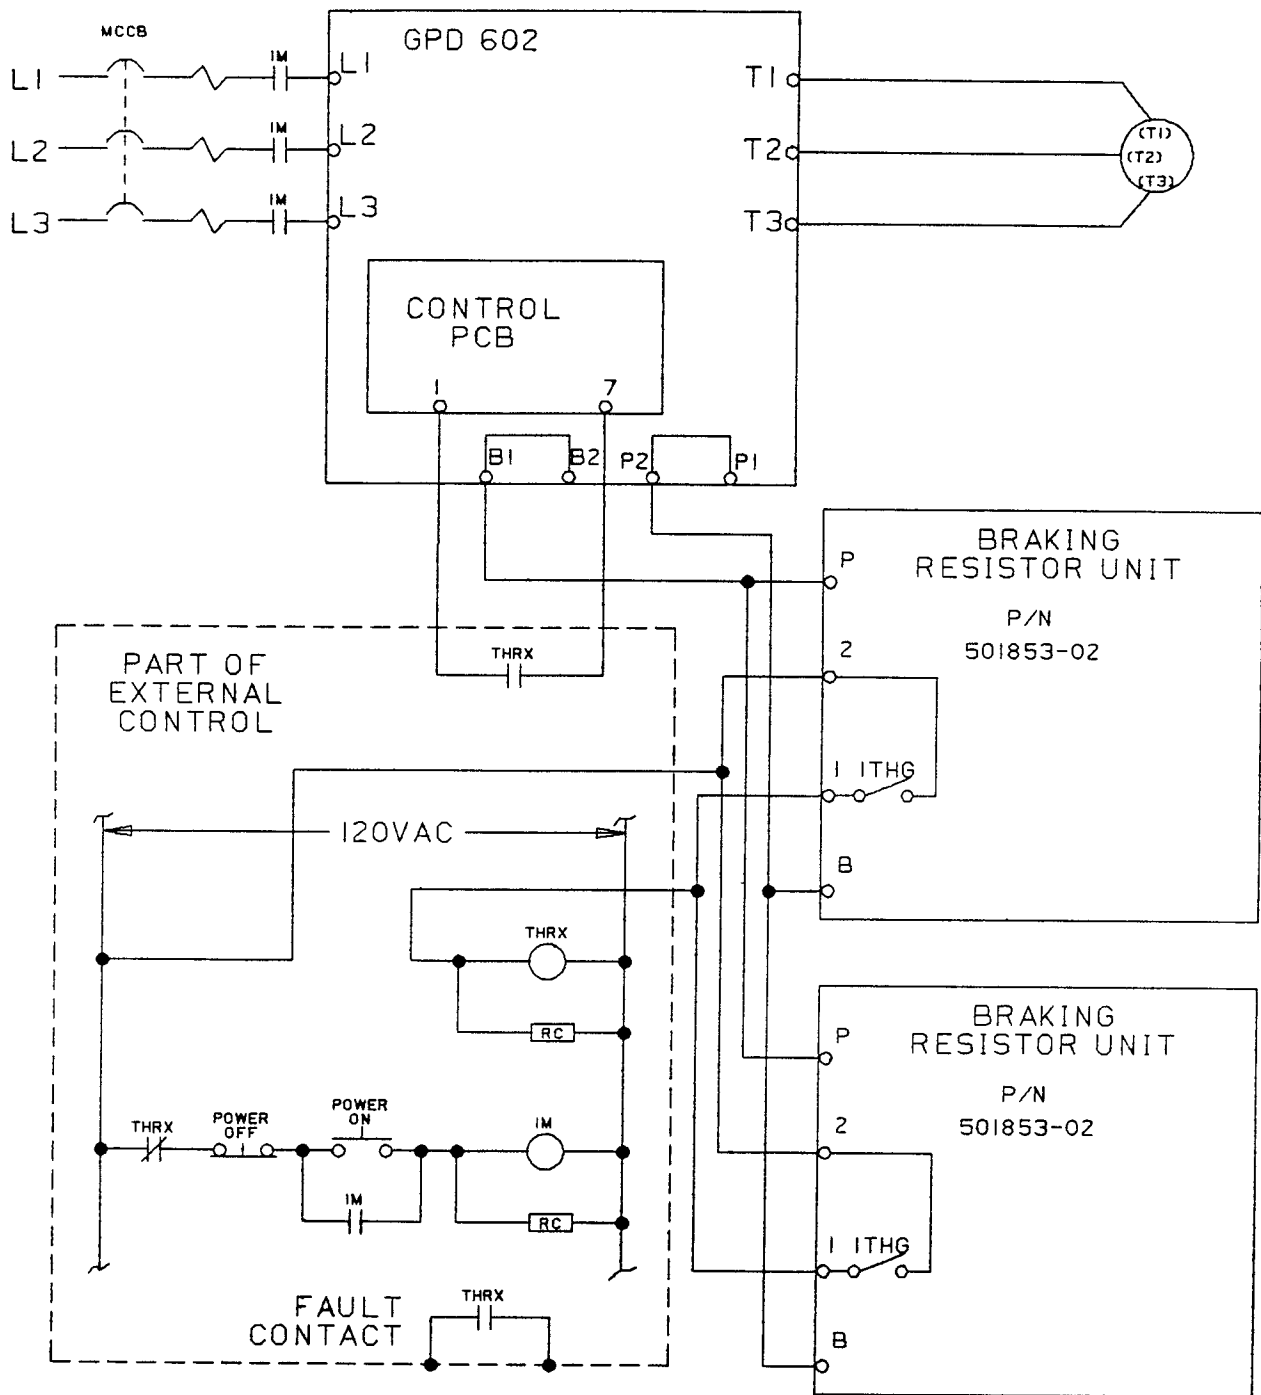 MCCB
GPD 602
L1
1M
L1
T1
L2
1M
L2
T2
L3
1M
L3
T3
(T1)
(T2)
(T3)
CONTROL
PCB
1
7
B1
B2
P2
P1
BRAKING
RESISTOR UNIT
P/N
501853-02
P
2
1
1THG
B
PART OF
EXTERNAL
CONTROL
THRX
120VAC
THRX
RC
THRX
POWER
OFF
POWER
ON
1M
1M
RC
FAULT
CONTACT
THRX
BRAKING
RESISTOR UNIT
P/N
501853-02
P
2
1
1THG
B